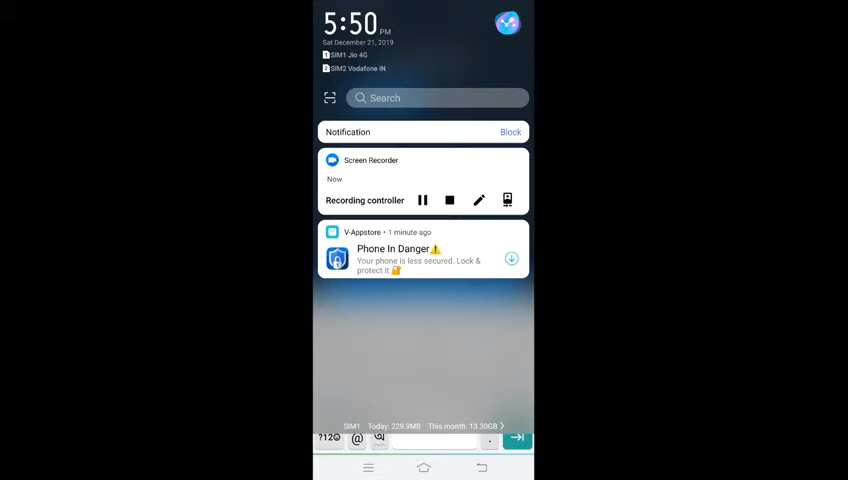 5:50 PM
Sat December 21, 2019
1 SIM1 Jio 4G
2 SIM2 Vodafone IN
Search
Notification Block
Screen Recorder
Now
Recording controller
V-Appstore • 1 minute ago
Phone In Danger⚠️
Your phone is less secured. Lock &
protect it 🔐
SIM1 Today: 229.9MB This month: 13.30GB >
?12☺ @ .